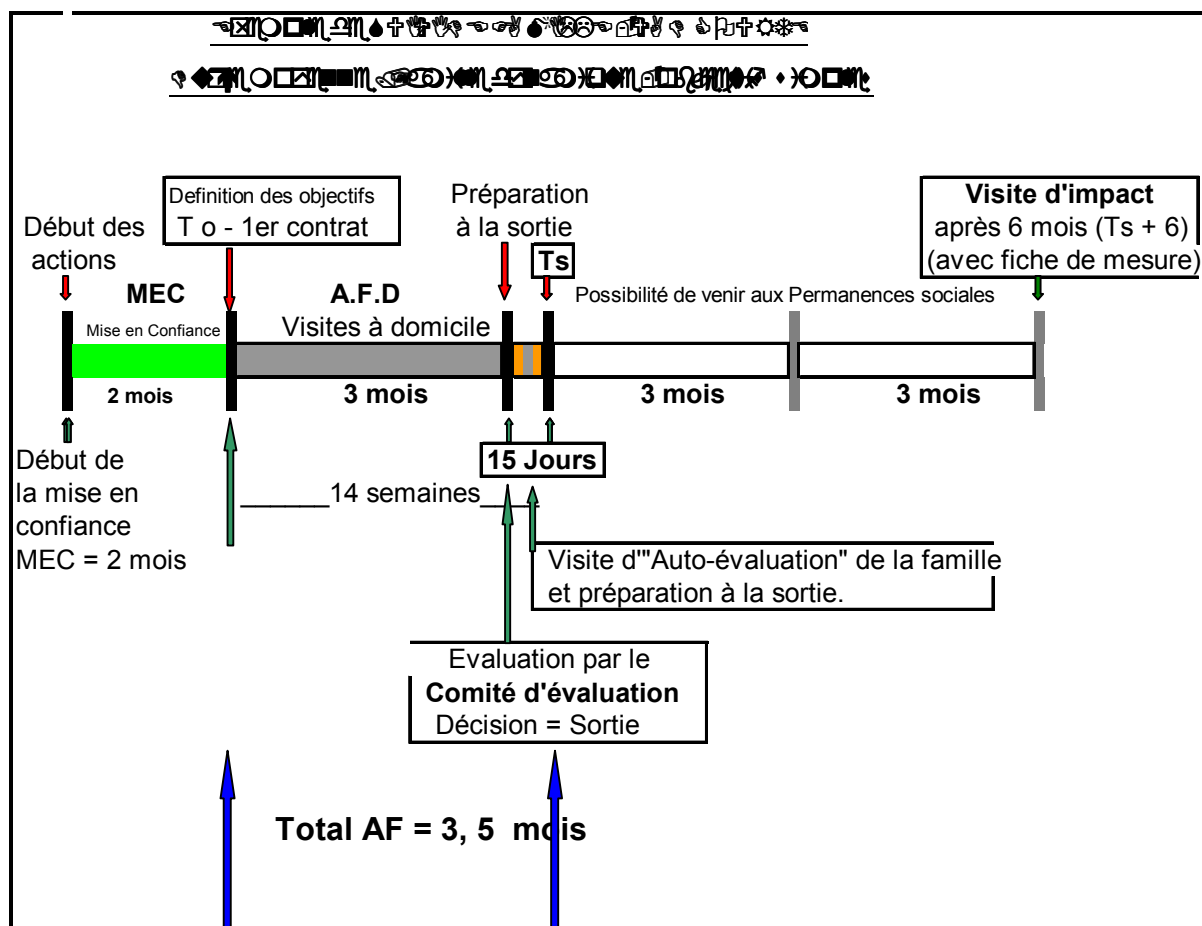 Definition des objectifs
T o - 1er contrat
Préparation
à la sortie
Visite d'impact
après 6 mois (Ts + 6)
(avec fiche de mesure)
Début des
actions
Ts
MEC
A.F.D
Possibilité de venir aux Permanences sociales
Mise en Confiance
Visites à domicile
2 mois
3 mois
3 mois
3 mois
Début de
la mise en
confiance
MEC = 2 mois
15 Jours
______14 semaines__
Visite d'"Auto-évaluation" de la famille
et préparation à la sortie.
Evaluation par le
Comité d'évaluation
Décision = Sortie
Total AF = 3, 5 mois